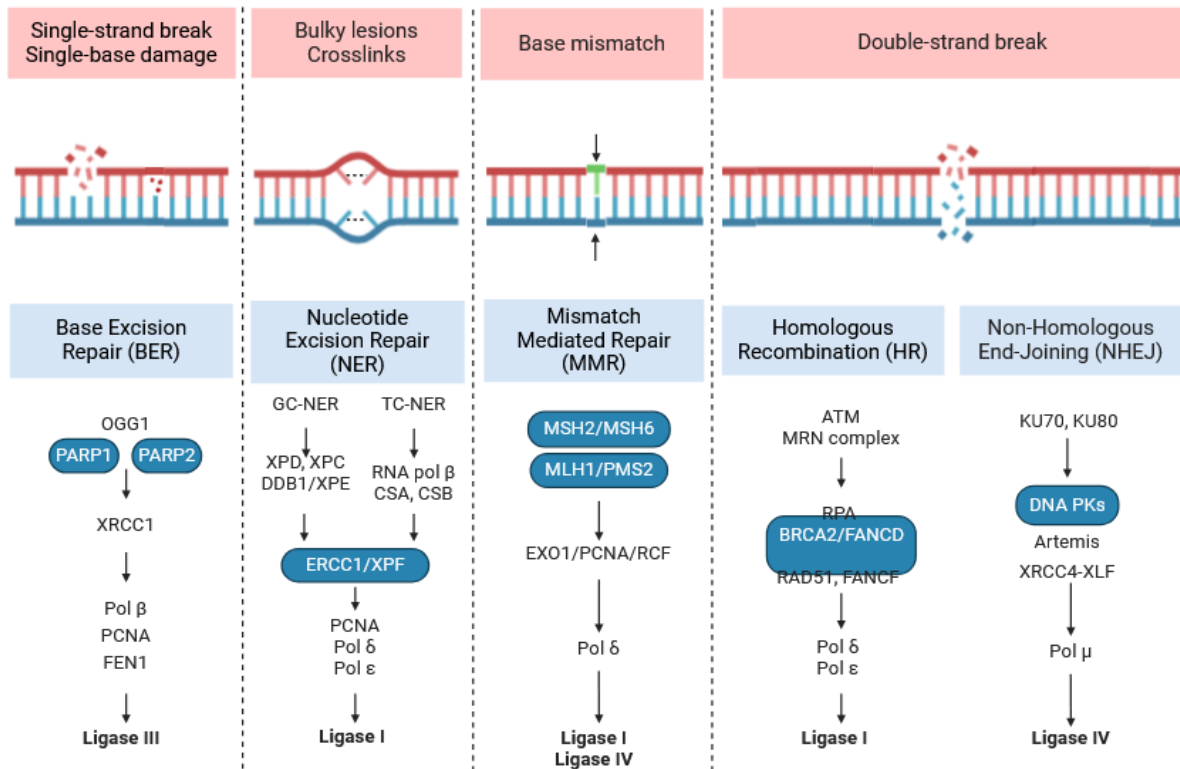 Single-strand break
Single-base damage
Bulky lesions
Crosslinks
Base mismatch
Double-strand break
Base Excision
Repair (BER)
Nucleotide
Excision Repair
(NER)
Mismatch
Mediated Repair
(MMR)
Homologous
Recombination (HR)
Non-Homologous
End-Joining (NHEJ)
OGG1
PARP1
PARP2
XRCC1
Pol β
PCNA
FEN1
Ligase III
GC-NER
TC-NER
XPD, XPC
DDB1/XPE
RNA pol β
CSA, CSB
ERCC1/XPF
PCNA
Pol δ
Pol ε
Ligase I
MSH2/MSH6
MLH1/PMS2
EXO1/PCNA/RCF
Pol δ
Ligase I
Ligase IV
ATM
MRN complex
RPA
BRCA2/FANCD
RAD51, FANCF
Pol δ
Pol ε
Ligase I
KU70, KU80
DNA PKs
Artemis
XRCC4-XLF
Pol μ
Ligase IV